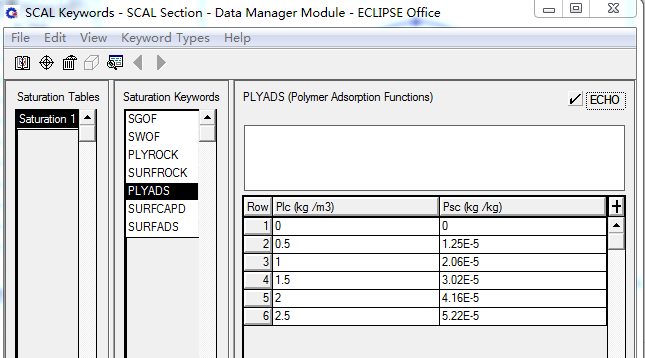 SCAL Keywords - SCAL Section - Data Manager Module - ECLIPSE Office
File Edit View Keyword Types Help
Saturation Tables
Saturation 1
Saturation Keywords
SGOF
SWOF
PLYROCK
SURFROCK
PLYADS
SURFCAPD
SURFADS
PLYADS (Polymer Adsorption Functions)
ECHO
Row Plc (kg /m3) Psc (kg /kg)
1 0 0
2 0.5 1.25E-5
3 1 2.06E-5
4 1.5 3.02E-5
5 2 4.16E-5
6 2.5 5.22E-5